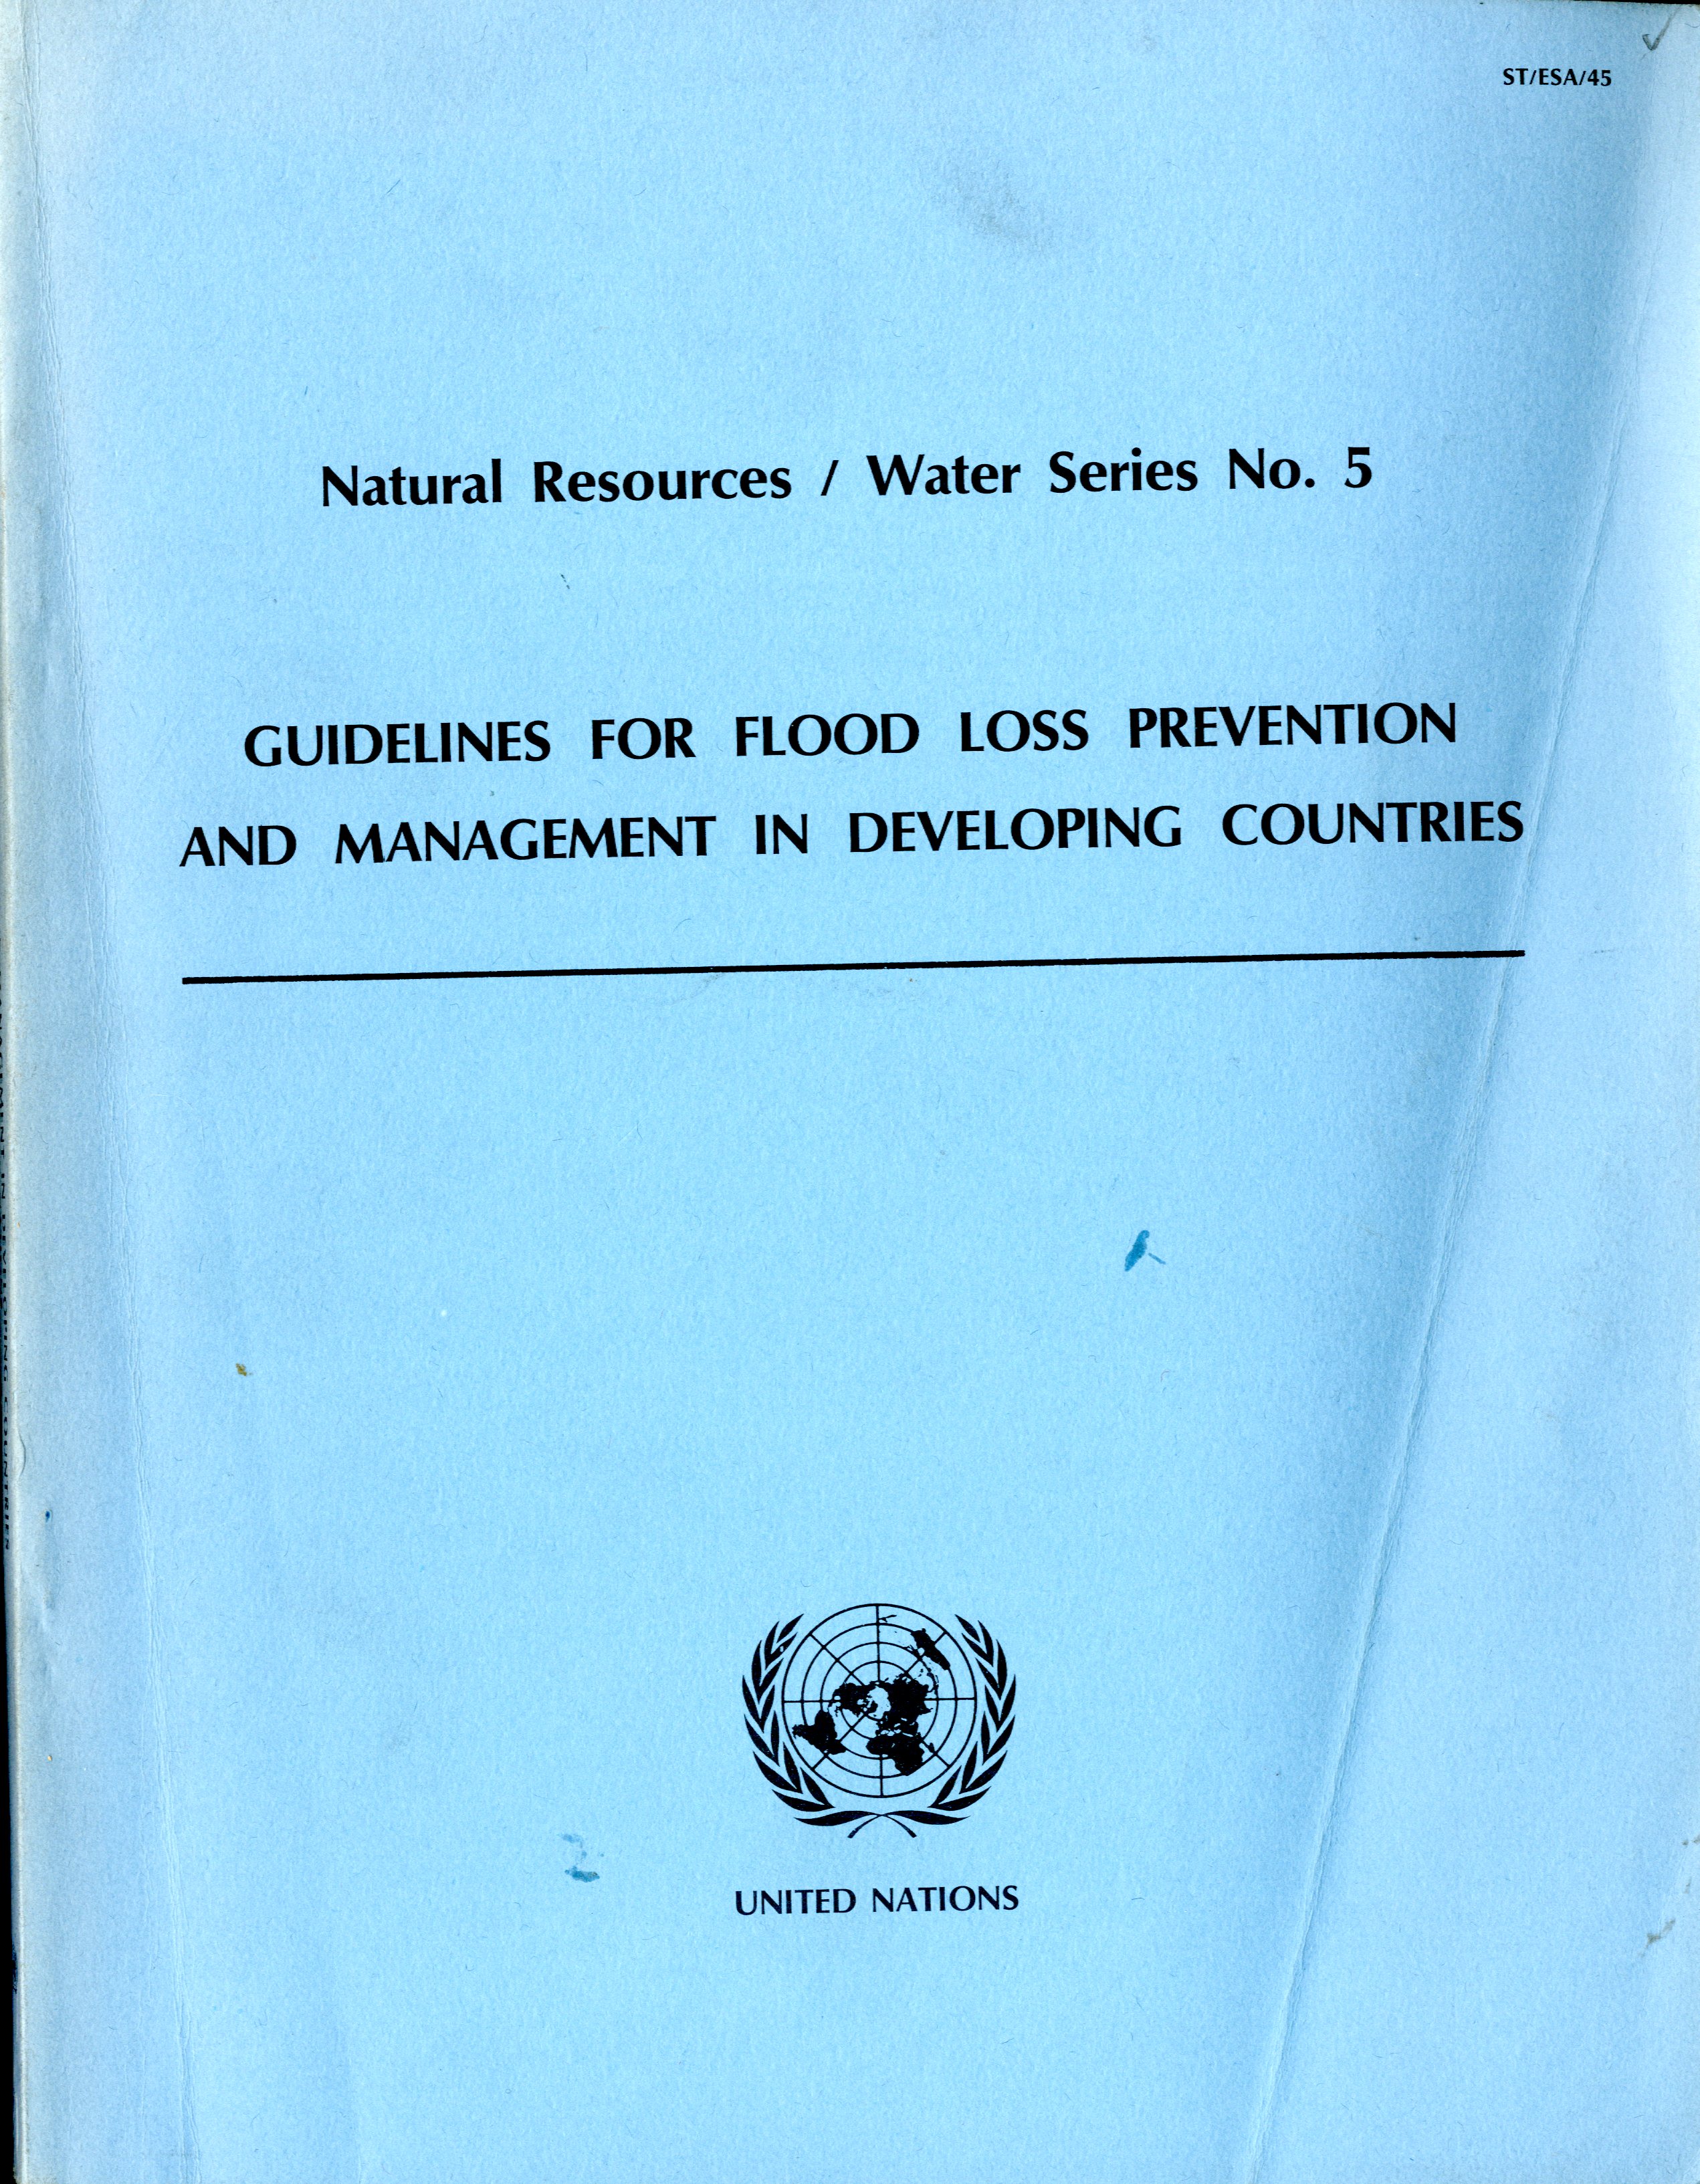 ST/ESA/45
Natural Resources / Water Series No. 5
GUIDELINES FOR FLOOD LOSS PREVENTION
AND MANAGEMENT IN DEVELOPING COUNTRIES
UNITED NATIONS